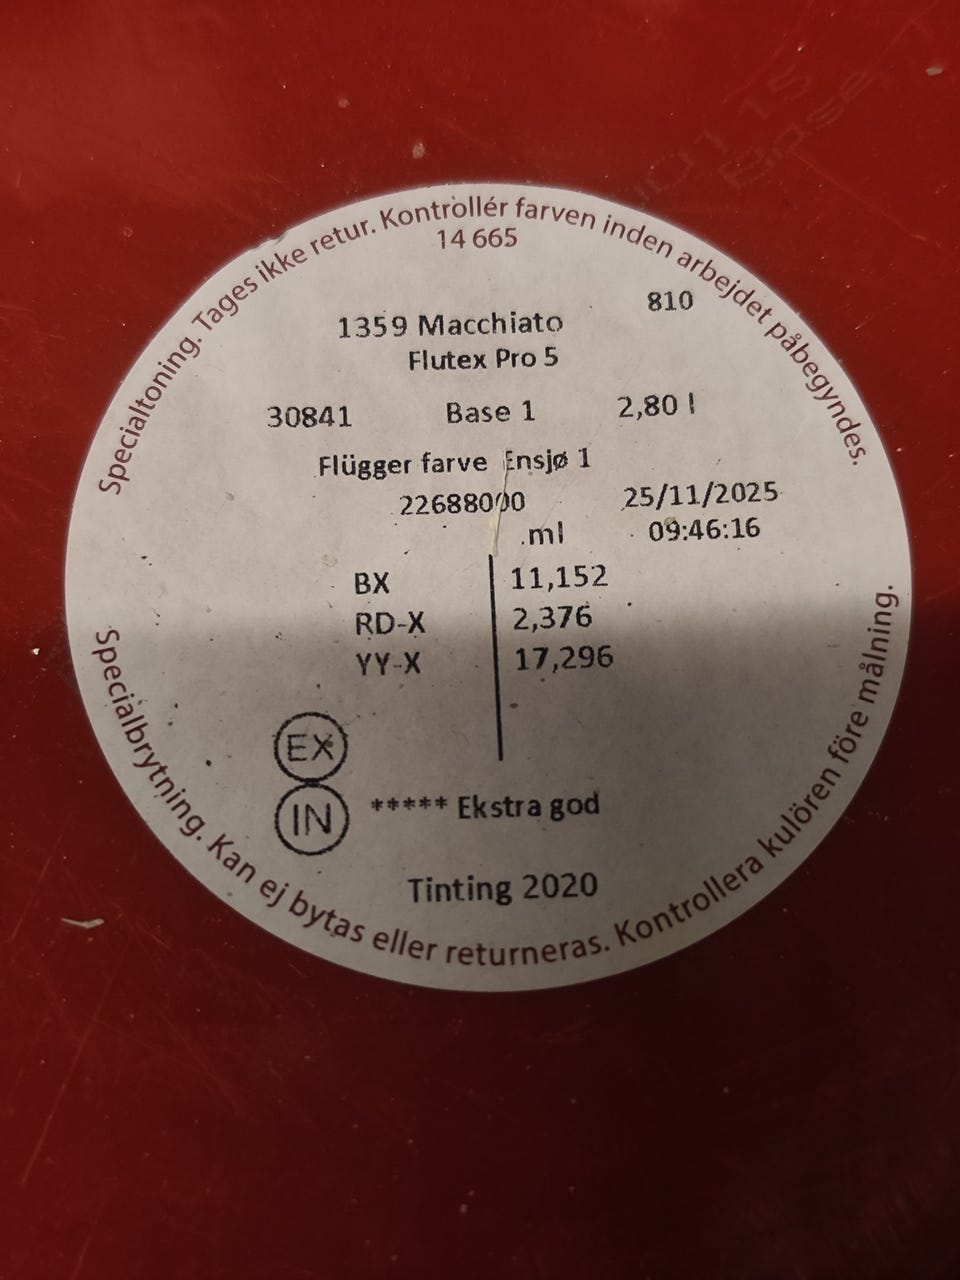 Specialtoning. Tages ikke retur. Kontrollér farven inden arbejdet påbegyndes.
14 665
810
1359 Macchiato
Flutex Pro 5
30841 Base 1 2,80 l
Flügger farve Ensjø 1
22688000 25/11/2025
ml 09:46:16
BX 11,152
RD-X 2,376
YY-X 17,296
EX
IN ***** Ekstra god
Tinting 2020
Specialbrytning. Kan ej bytas eller returneras. Kontrollera kulören före målning.
Base